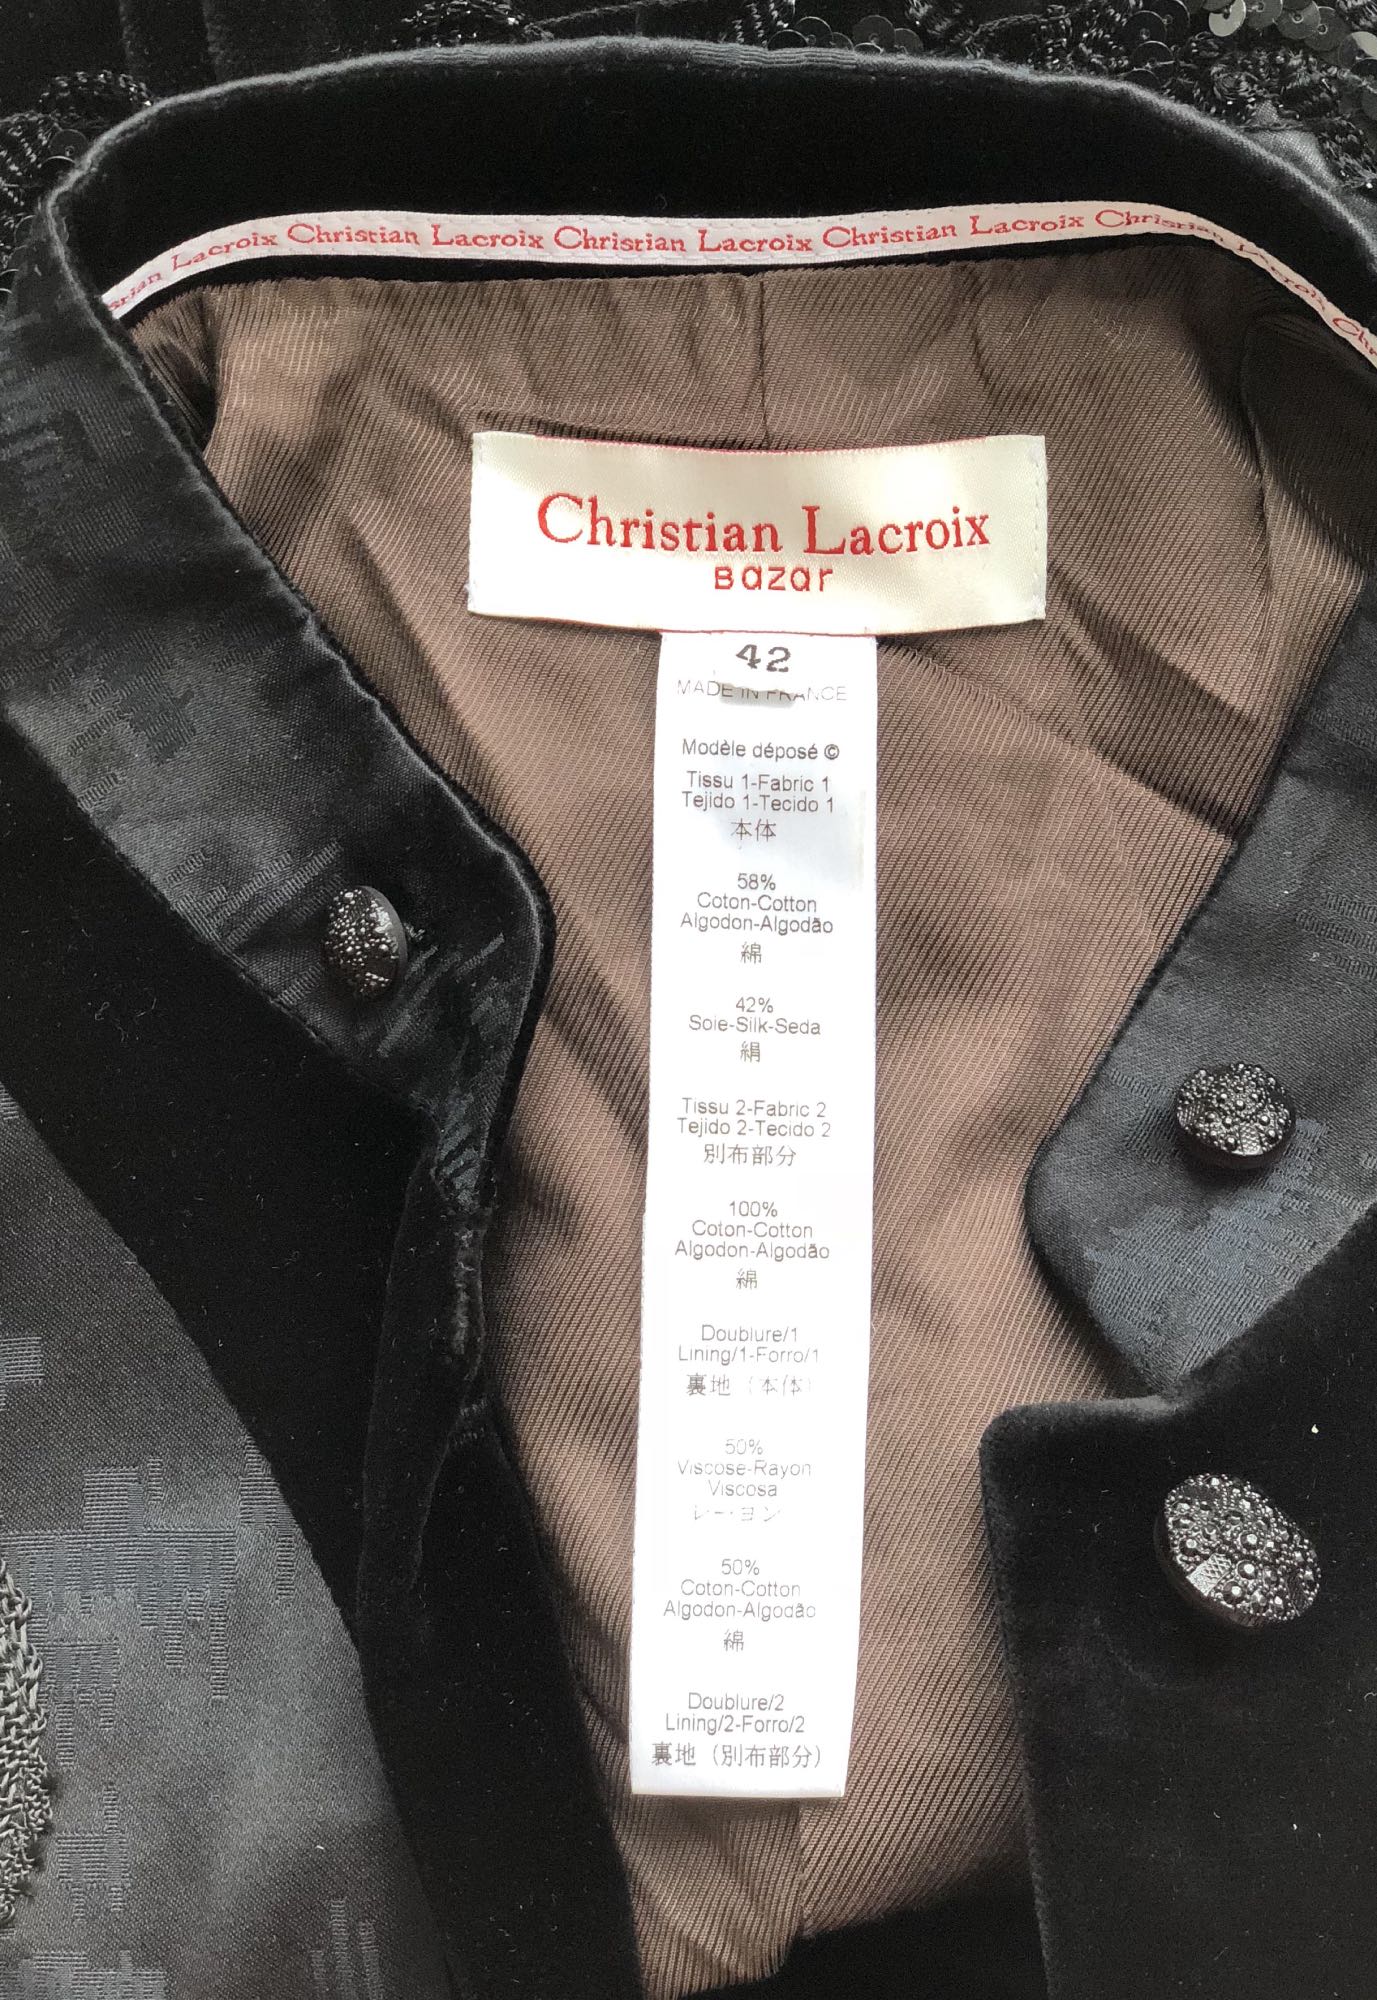 Lacroix Christian Lacroix Christian Lacroix Christian Lacroix Christian Lacroix
Christian Lacroix
Bazar
42
MADE IN FRANCE
Modèle déposé ©
Tissu 1-Fabric 1
Tejido 1-Tecido 1
本体
58%
Coton-Cotton
Algodon-Algodão
綿
42%
Soie-Silk-Seda
絹
Tissu 2-Fabric 2
Tejido 2-Tecido 2
別布部分
100%
Coton-Cotton
Algodon-Algodão
綿
Doublure/1
Lining/1-Forro/1
裏地（本体）
50%
Viscose-Rayon
Viscosa
レーヨン
50%
Coton-Cotton
Algodon-Algodão
綿
Doublure/2
Lining/2-Forro/2
裏地（別布部分）